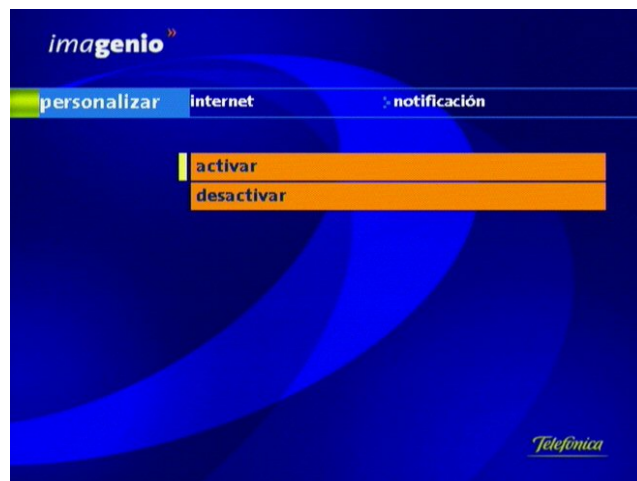 imagenio»
personalizar internet notificación
activar
desactivar
Telefónica